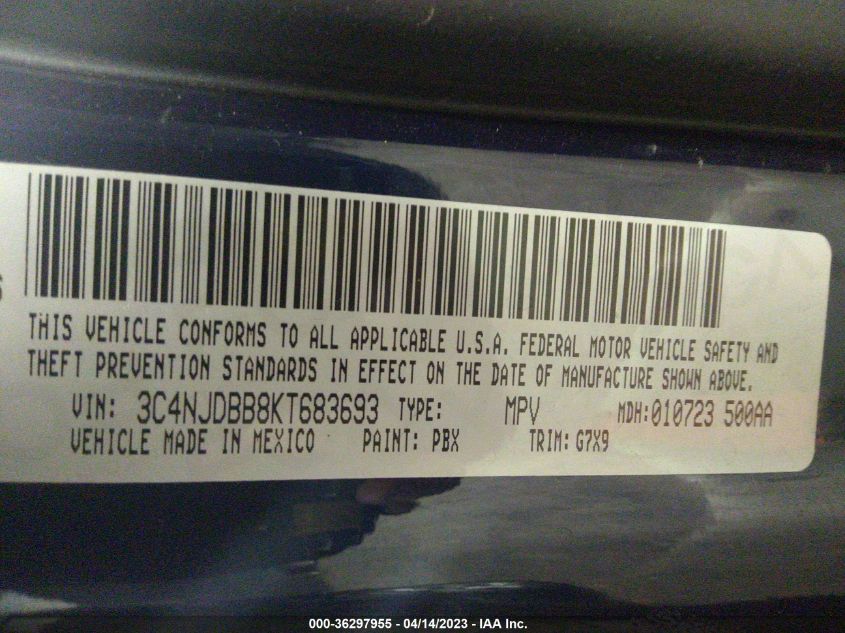 THIS VEHICLE CONFORMS TO ALL APPLICABLE U.S.A. FEDERAL MOTOR VEHICLE SAFETY AND
THEFT PREVENTION STANDARDS IN EFFECT ON THE DATE OF MANUFACTURE SHOWN ABOVE.
VIN: 3C4NJDBB8KT683693 TYPE: MPV MDH:010723 500AA
VEHICLE MADE IN MEXICO PAINT: PBX TRIM: G7X9
000-36297955 - 04/14/2023 - IAA Inc.